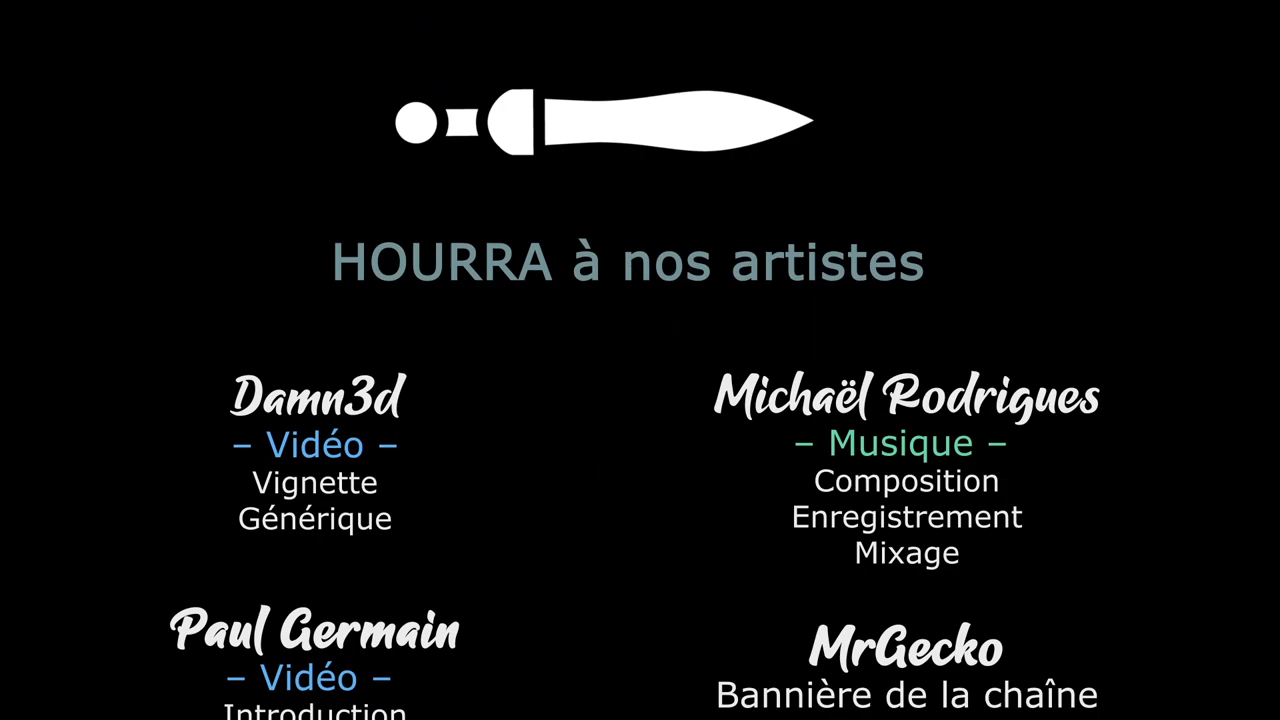 HOURRA à nos artistes
Damn3d
– Vidéo –
Vignette
Générique
Michaël Rodrigues
– Musique –
Composition
Enregistrement
Mixage
Paul Germain
– Vidéo –
Introduction
MrGecko
Bannière de la chaîne